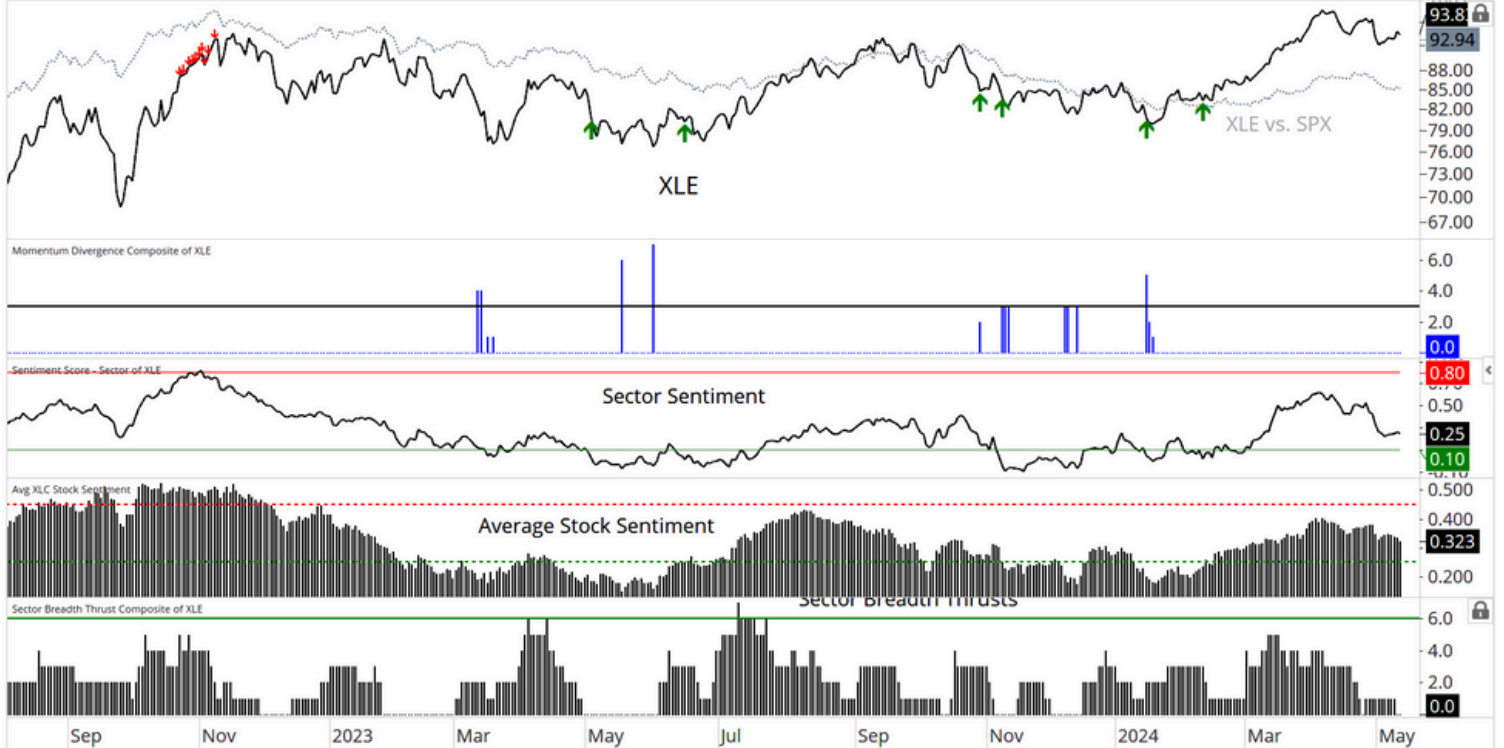 93.8
92.94
88.00
85.00
82.00
79.00
76.00
73.00
70.00
67.00
XLE vs. SPX
XLE
Momentum Divergence Composite of XLE
6.0
4.0
2.0
0.0
Sentiment Score - Sector of XLE
Sector Sentiment
0.80
0.50
0.25
0.10
-0.10
Avg XLC Stock Sentiment
Average Stock Sentiment
0.500
0.400
0.323
0.200
Sector Breadth Thrust Composite of XLE
Sector Breadth Thrusts
6.0
4.0
2.0
0.0
Sep Nov 2023 Mar May Jul Sep Nov 2024 Mar May